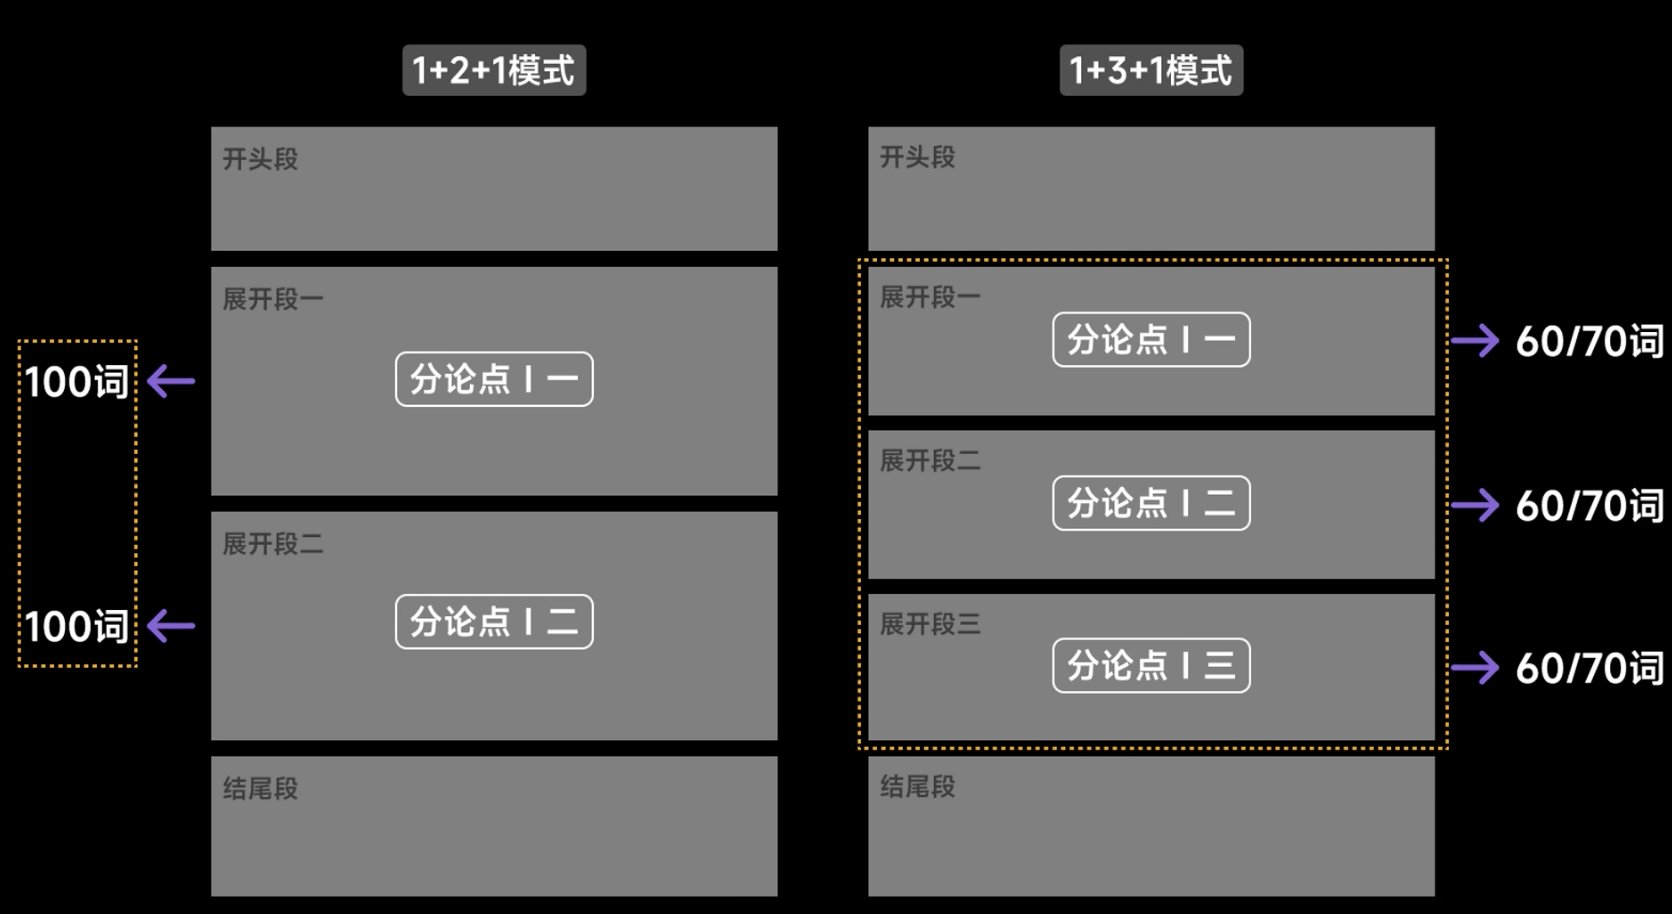 1+2+1模式
开头段
展开段一
分论点 | 一
100词
展开段二
分论点 | 二
100词
结尾段
1+3+1模式
开头段
展开段一
分论点 | 一
60/70词
展开段二
分论点 | 二
60/70词
展开段三
分论点 | 三
60/70词
结尾段